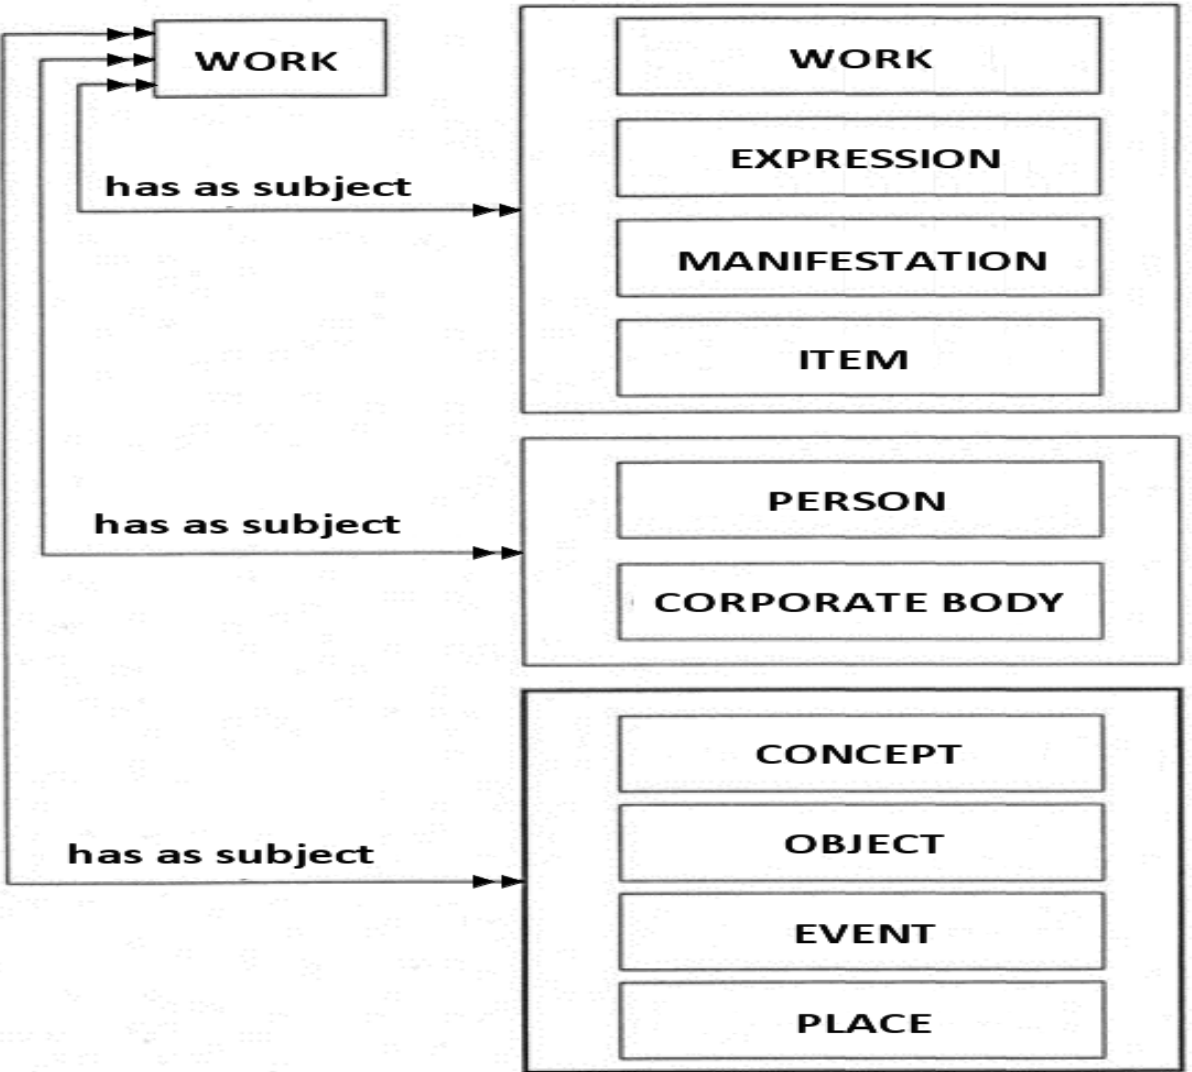 WORK
WORK
EXPRESSION
has as subject
MANIFESTATION
ITEM
PERSON
has as subject
CORPORATE BODY
CONCEPT
OBJECT
has as subject
EVENT
PLACE